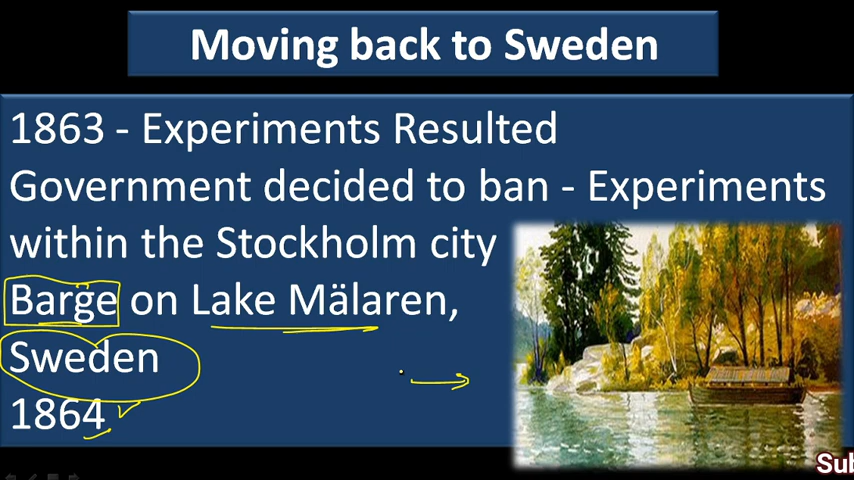 Moving back to Sweden
1863 - Experiments Resulted
Government decided to ban - Experiments
within the Stockholm city
Barge on Lake Mälaren,
Sweden
1864
Sub